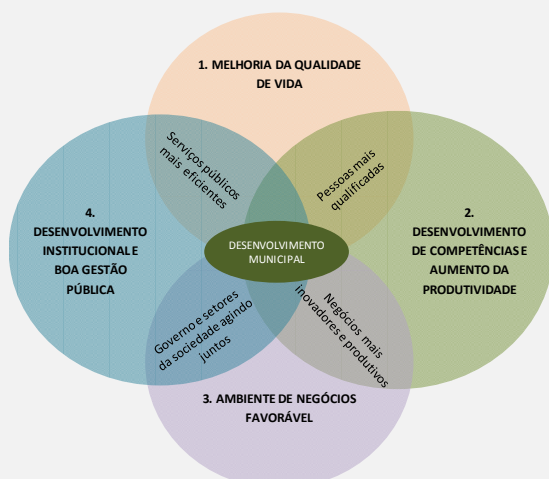 1. MELHORIA DA QUALIDADE
DE VIDA
Serviços públicos
mais eficientes
Pessoas mais
qualificadas
4.
DESENVOLVIMENTO
INSTITUCIONAL E
BOA GESTÃO
PÚBLICA
DESENVOLVIMENTO
MUNICIPAL
2.
DESENVOLVIMENTO
DE COMPETÊNCIAS E
AUMENTO DA
PRODUTIVIDADE
Governo e setores
da sociedade agindo
juntos
Negócios mais
inovadores e produtivos
3. AMBIENTE DE NEGÓCIOS
FAVORÁVEL